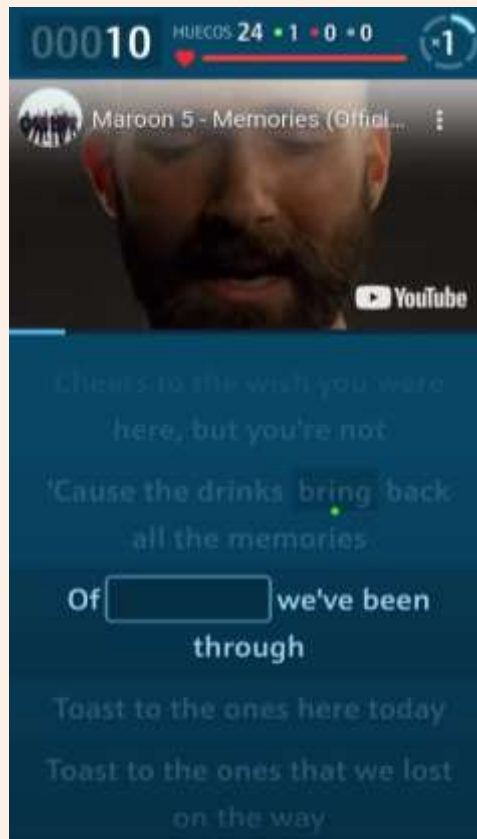 00010
HUECOS 24 • 1 • 0 • 0
×1
Maroon 5 - Memories (Offici...
YouTube
Cheers to the wish you were
here, but you're not
'Cause the drinks bring back
all the memories
Of we've been
through
Toast to the ones here today
Toast to the ones that we lost
on the way